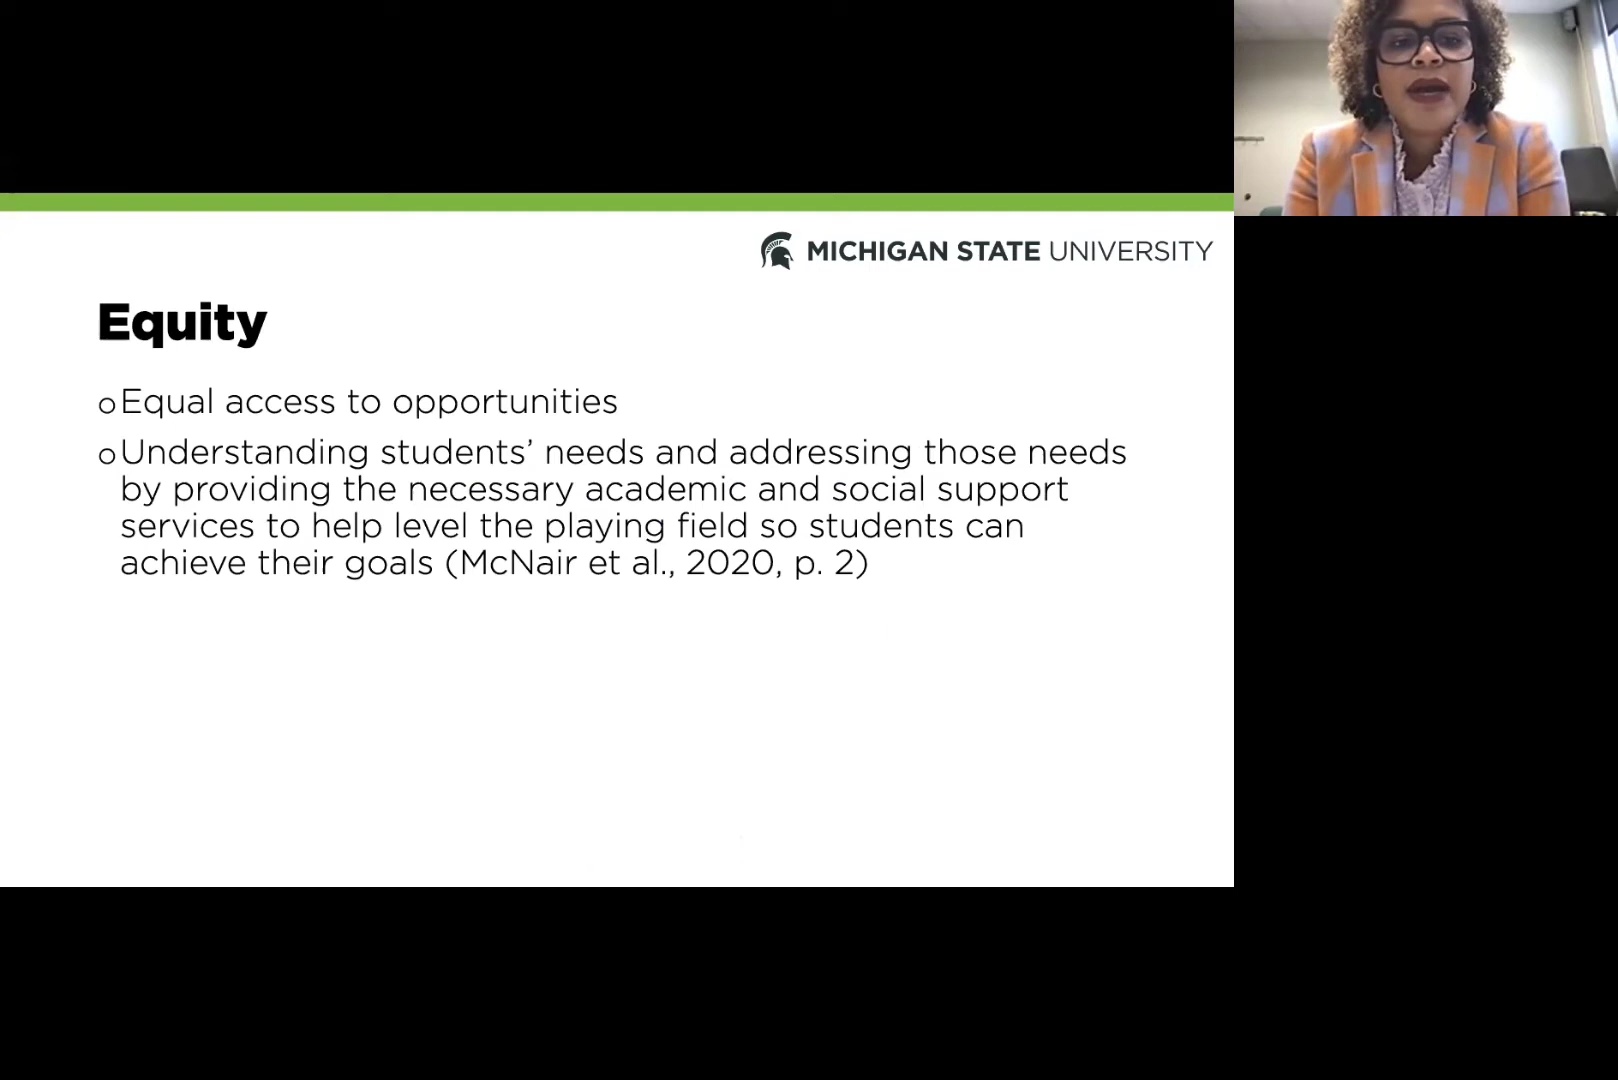 MICHIGAN STATE UNIVERSITY
Equity
oEqual access to opportunities
oUnderstanding students’ needs and addressing those needs
by providing the necessary academic and social support
services to help level the playing field so students can
achieve their goals (McNair et al., 2020, p. 2)